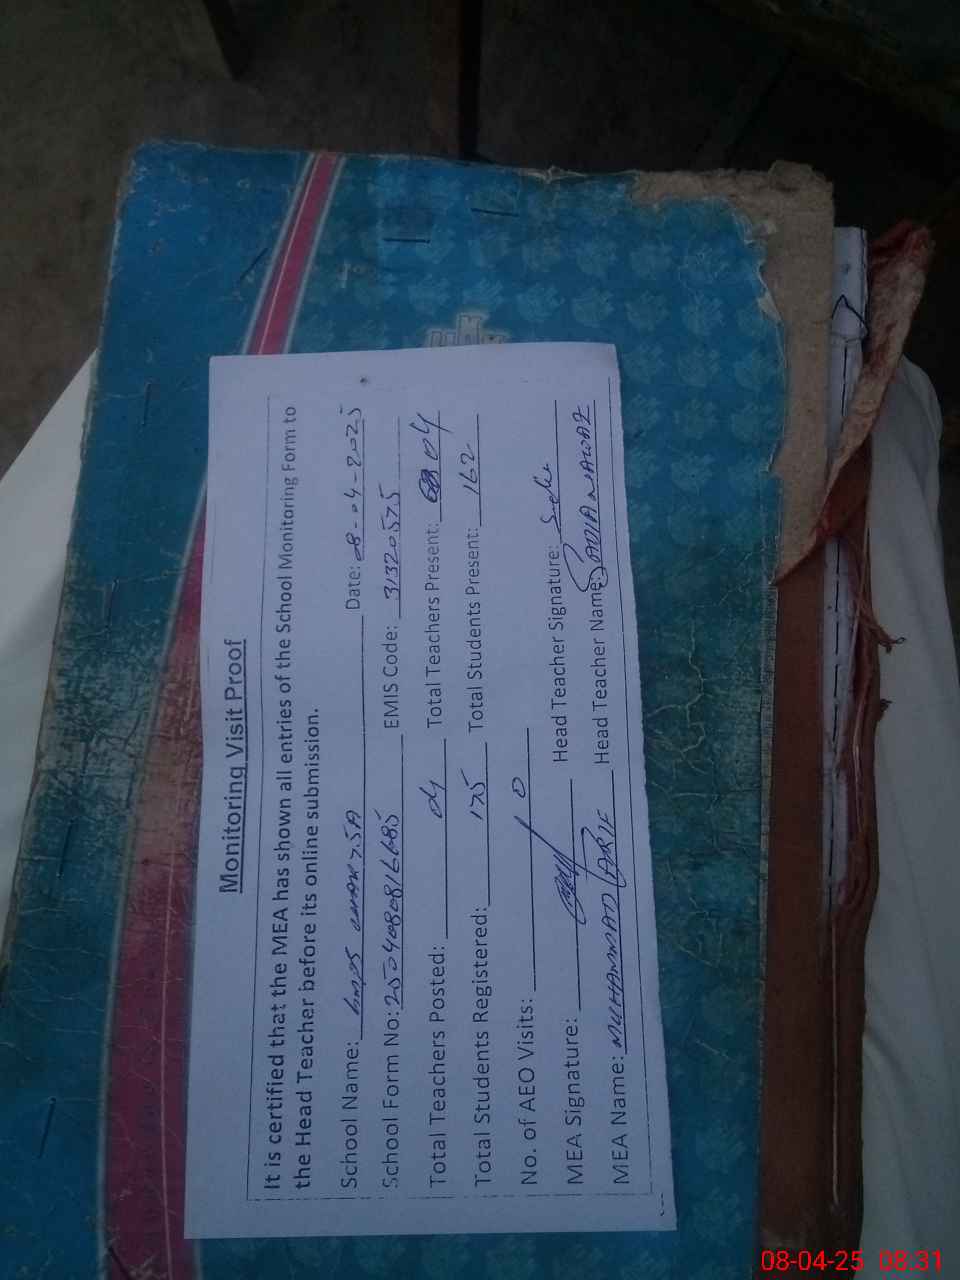 Monitoring Visit Proof
It is certified that the MEA has shown all entries of the School Monitoring Form to
the Head Teacher before its online submission.
School Name: Date: 08-04-2025
School Form No: EMIS Code: 31320575
Total Teachers Posted: 04 Total Teachers Present: 04
Total Students Registered: 175 Total Students Present: 162
No. of AEO Visits: 0
MEA Signature: Head Teacher Signature:
MEA Name: MUHAMMAD ARIF Head Teacher Name: SADIA NAWAZ
08-04-25 08:31